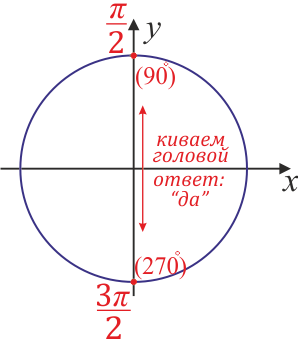 π/2
y
(90°)
киваем
головой
x
ответ:
“да”
(270°)
3π/2